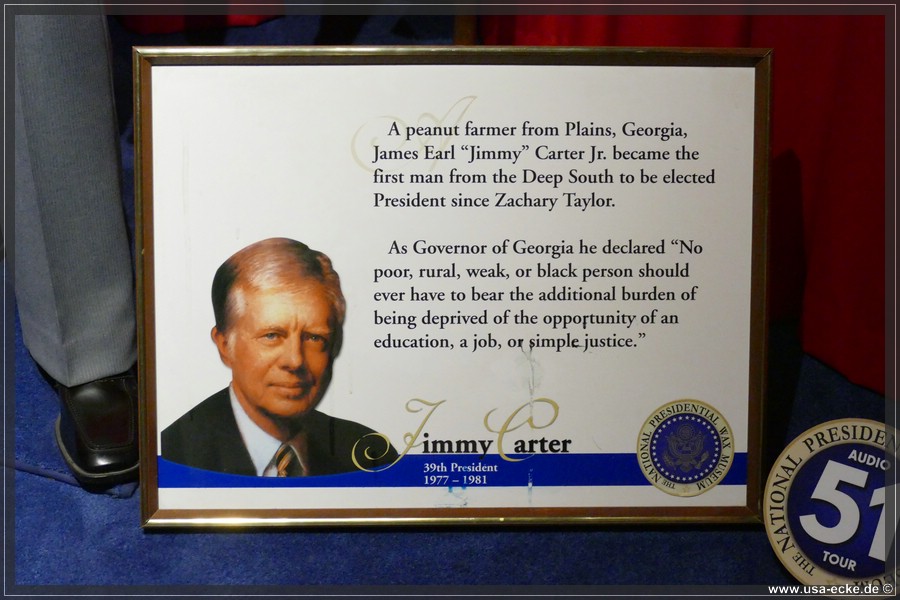 A peanut farmer from Plains, Georgia,
James Earl “Jimmy” Carter Jr. became the
first man from the Deep South to be elected
President since Zachary Taylor.
As Governor of Georgia he declared “No
poor, rural, weak, or black person should
ever have to bear the additional burden of
being deprived of the opportunity of an
education, a job, or simple justice.”
Jimmy Carter
39th President
1977 – 1981
THE NATIONAL PRESIDENTIAL WAX MUSEUM
THE NATIONAL PRESIDEN
AUDIO
51
TOUR
www.usa-ecke.de ©